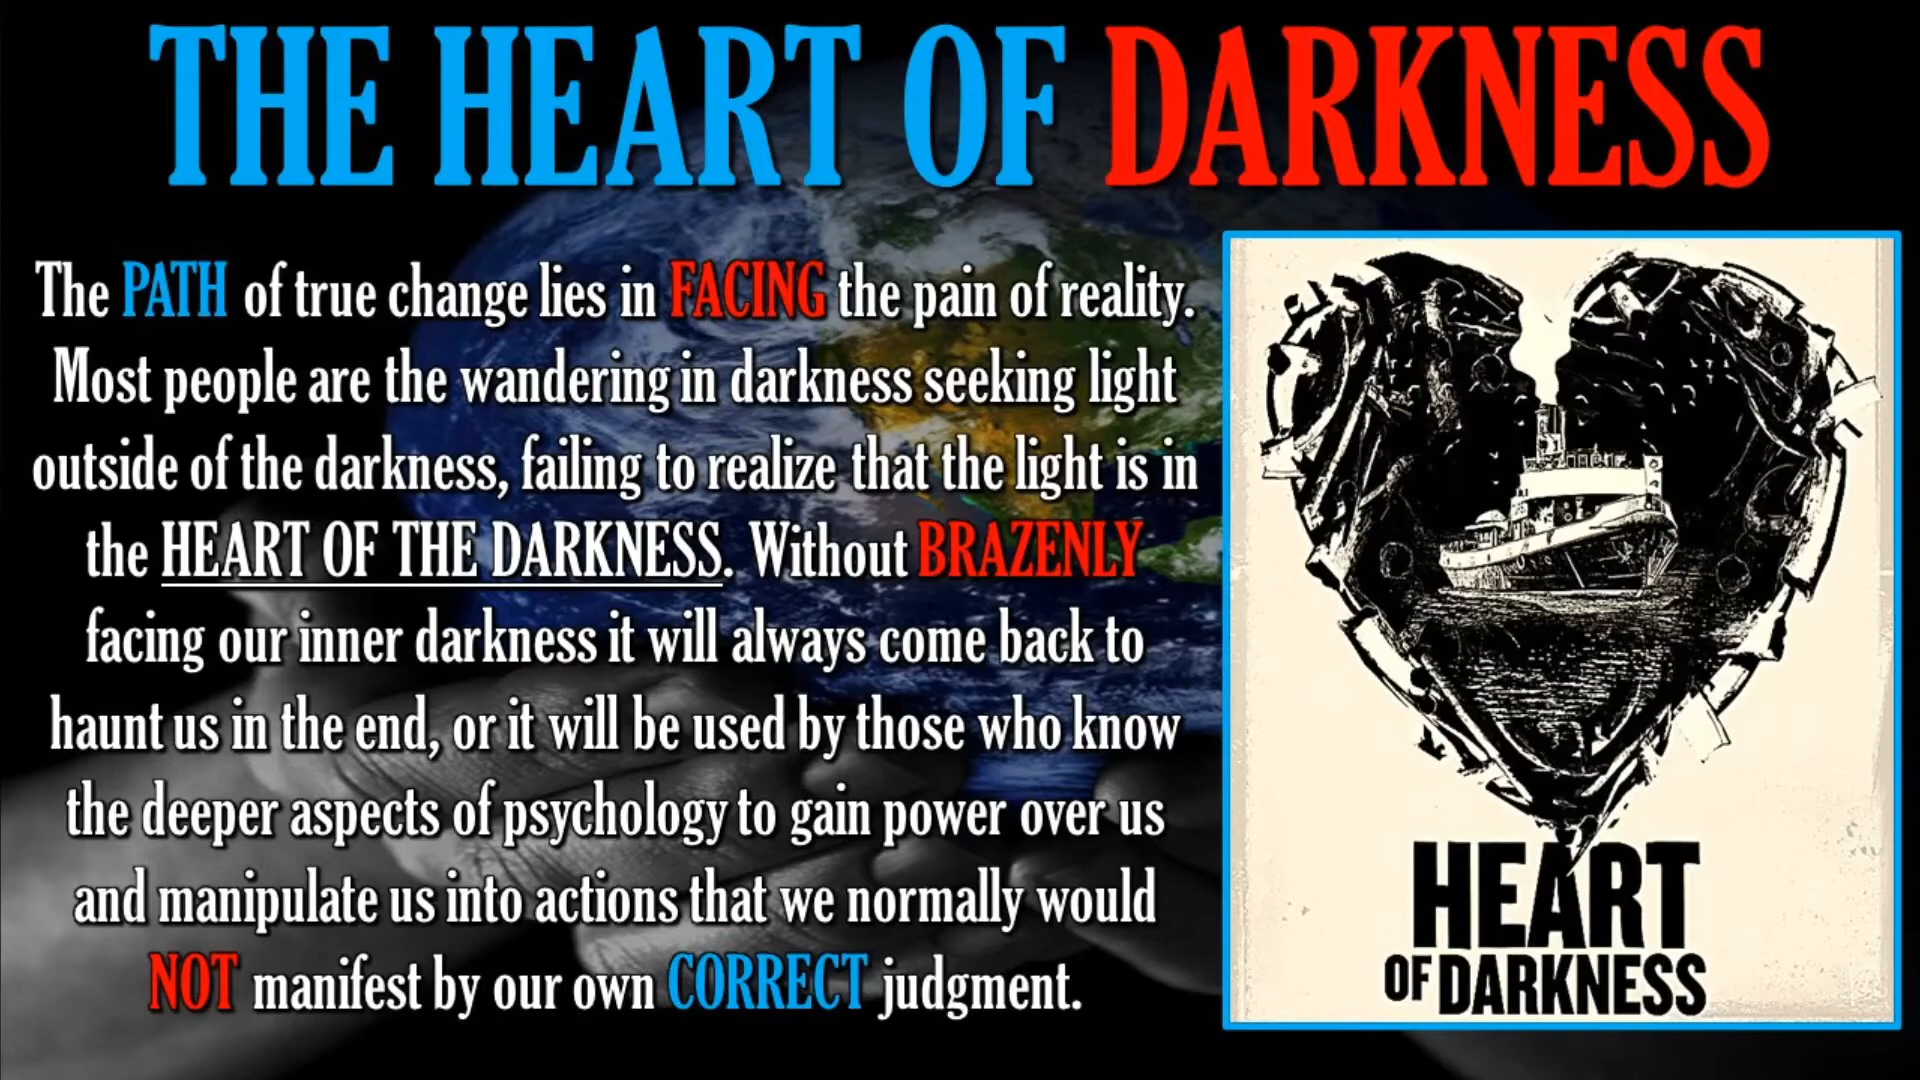 THE HEART OF DARKNESS
The PATH of true change lies in FACING the pain of reality.
Most people are the wandering in darkness seeking light
outside of the darkness, failing to realize that the light is in
the HEART OF THE DARKNESS. Without BRAZENLY
facing our inner darkness it will always come back to
haunt us in the end, or it will be used by those who know
the deeper aspects of psychology to gain power over us
and manipulate us into actions that we normally would
NOT manifest by our own CORRECT judgment.
HEART
OF DARKNESS